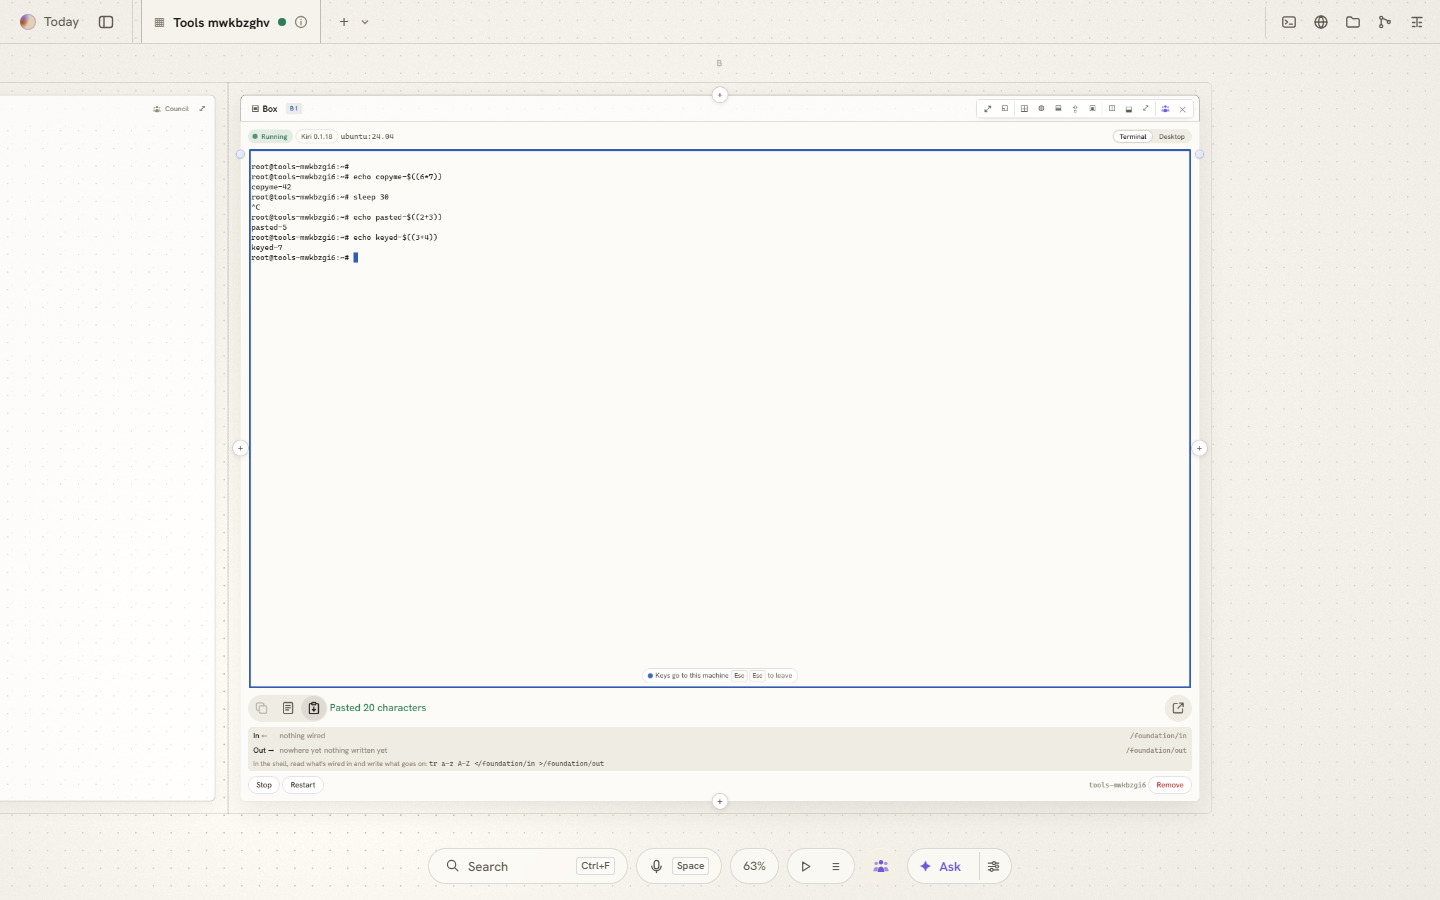 Today
Tools mwkbzghv
B
Council
Box B1
Running Kiri 0.1.18 ubuntu:24.04
Terminal Desktop
root@tools-mwkbzgi6:~#
root@tools-mwkbzgi6:~# echo copyme-$((6*7))
copyme-42
root@tools-mwkbzgi6:~# sleep 30
^C
root@tools-mwkbzgi6:~# echo pasted-$((2+3))
pasted-5
root@tools-mwkbzgi6:~# echo keyed-$((3+4))
keyed-7
root@tools-mwkbzgi6:~#
Keys go to this machine Esc Esc to leave
Pasted 20 characters
In ← nothing wired /foundation/in
Out → nowhere yet nothing written yet /foundation/out
In the shell, read what's wired in and write what goes on: tr a-z A-Z </foundation/in >/foundation/out
Stop Restart tools-mwkbzgi6 Remove
Search Ctrl+F Space 63% Ask